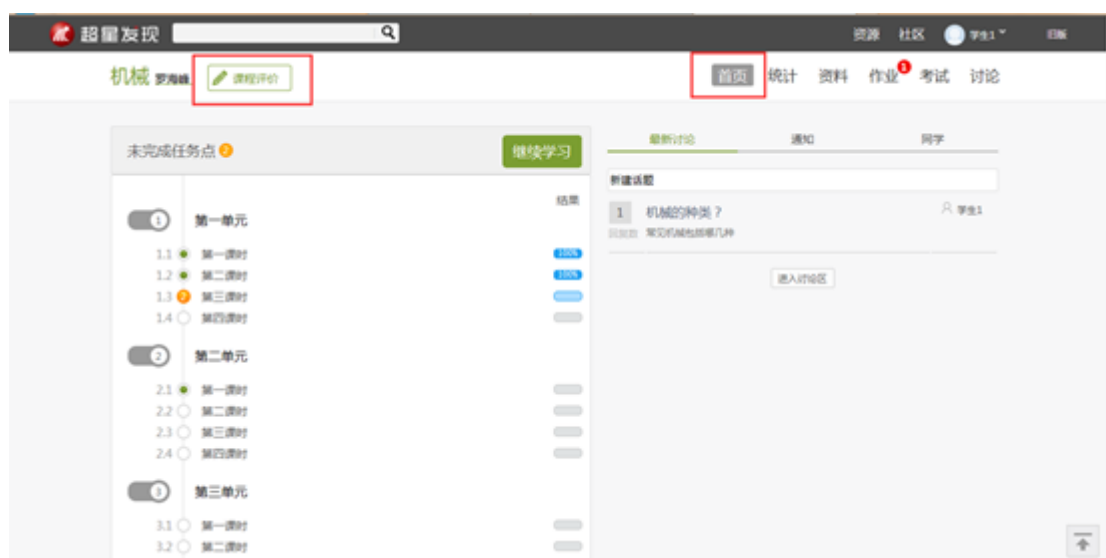 超星发现
资源 社区 学生1 旧版
机械 罗海峰 课程评价
首页 统计 资料 作业 1 考试 讨论
未完成任务点 2 继续学习
结果
1 第一单元
1.1 第一课时 100%
1.2 第二课时 100%
1.3 2 第三课时
1.4 第四课时
2 第二单元
2.1 第一课时
2.2 第二课时
2.3 第三课时
2.4 第四课时
3 第三单元
3.1 第一课时
3.2 第二课时
最新讨论 通知 同学
新建话题
1 机械的种类？ 学生1
回复数 常见机械包括哪几种
进入讨论区